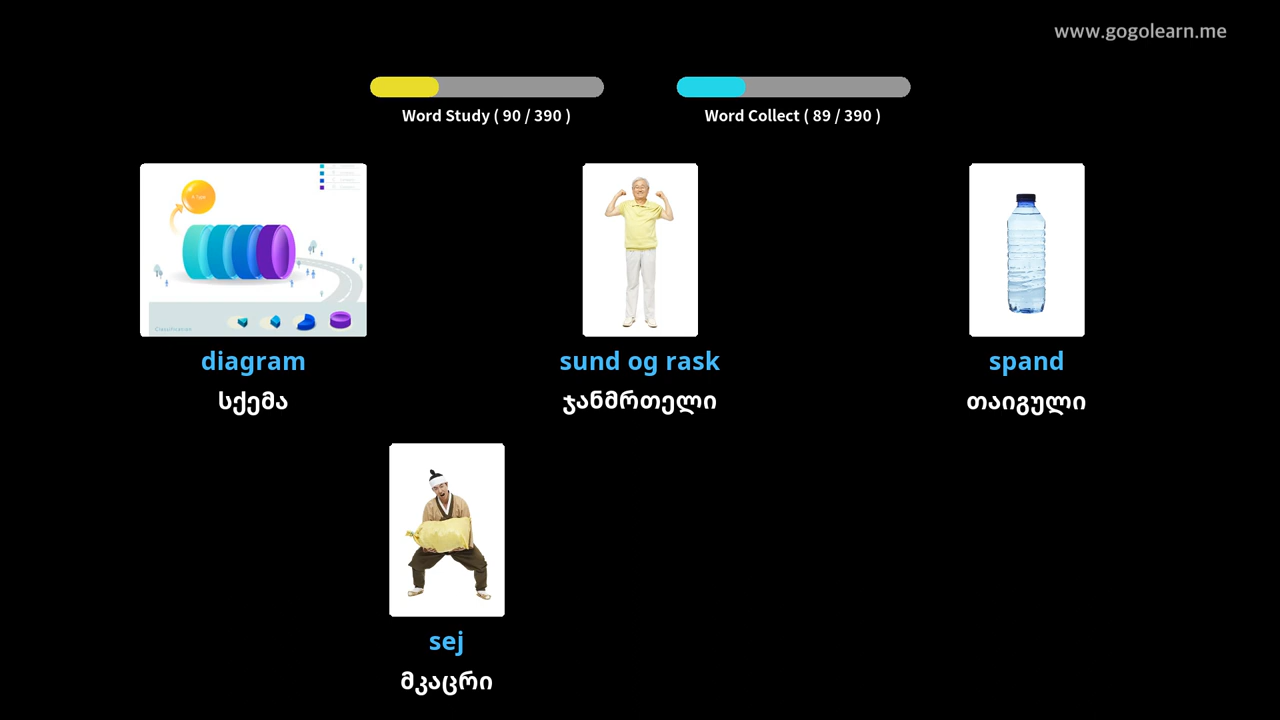 www.gogolearn.me
Word Study ( 90 / 390 )
Word Collect ( 89 / 390 )
diagram
sund og rask
spand
სქემა
ჯანმრთელი
თაიგული
Classification
sej
მკაცრი